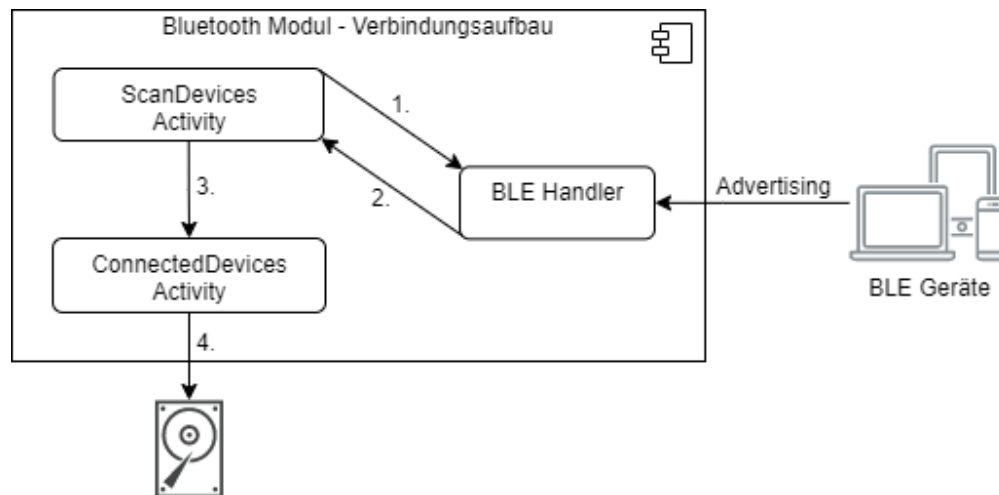 Bluetooth Modul - Verbindungsaufbau
ScanDevices
Activity
1.
BLE Handler
Advertising
2.
3.
ConnectedDevices
Activity
BLE Geräte
4.